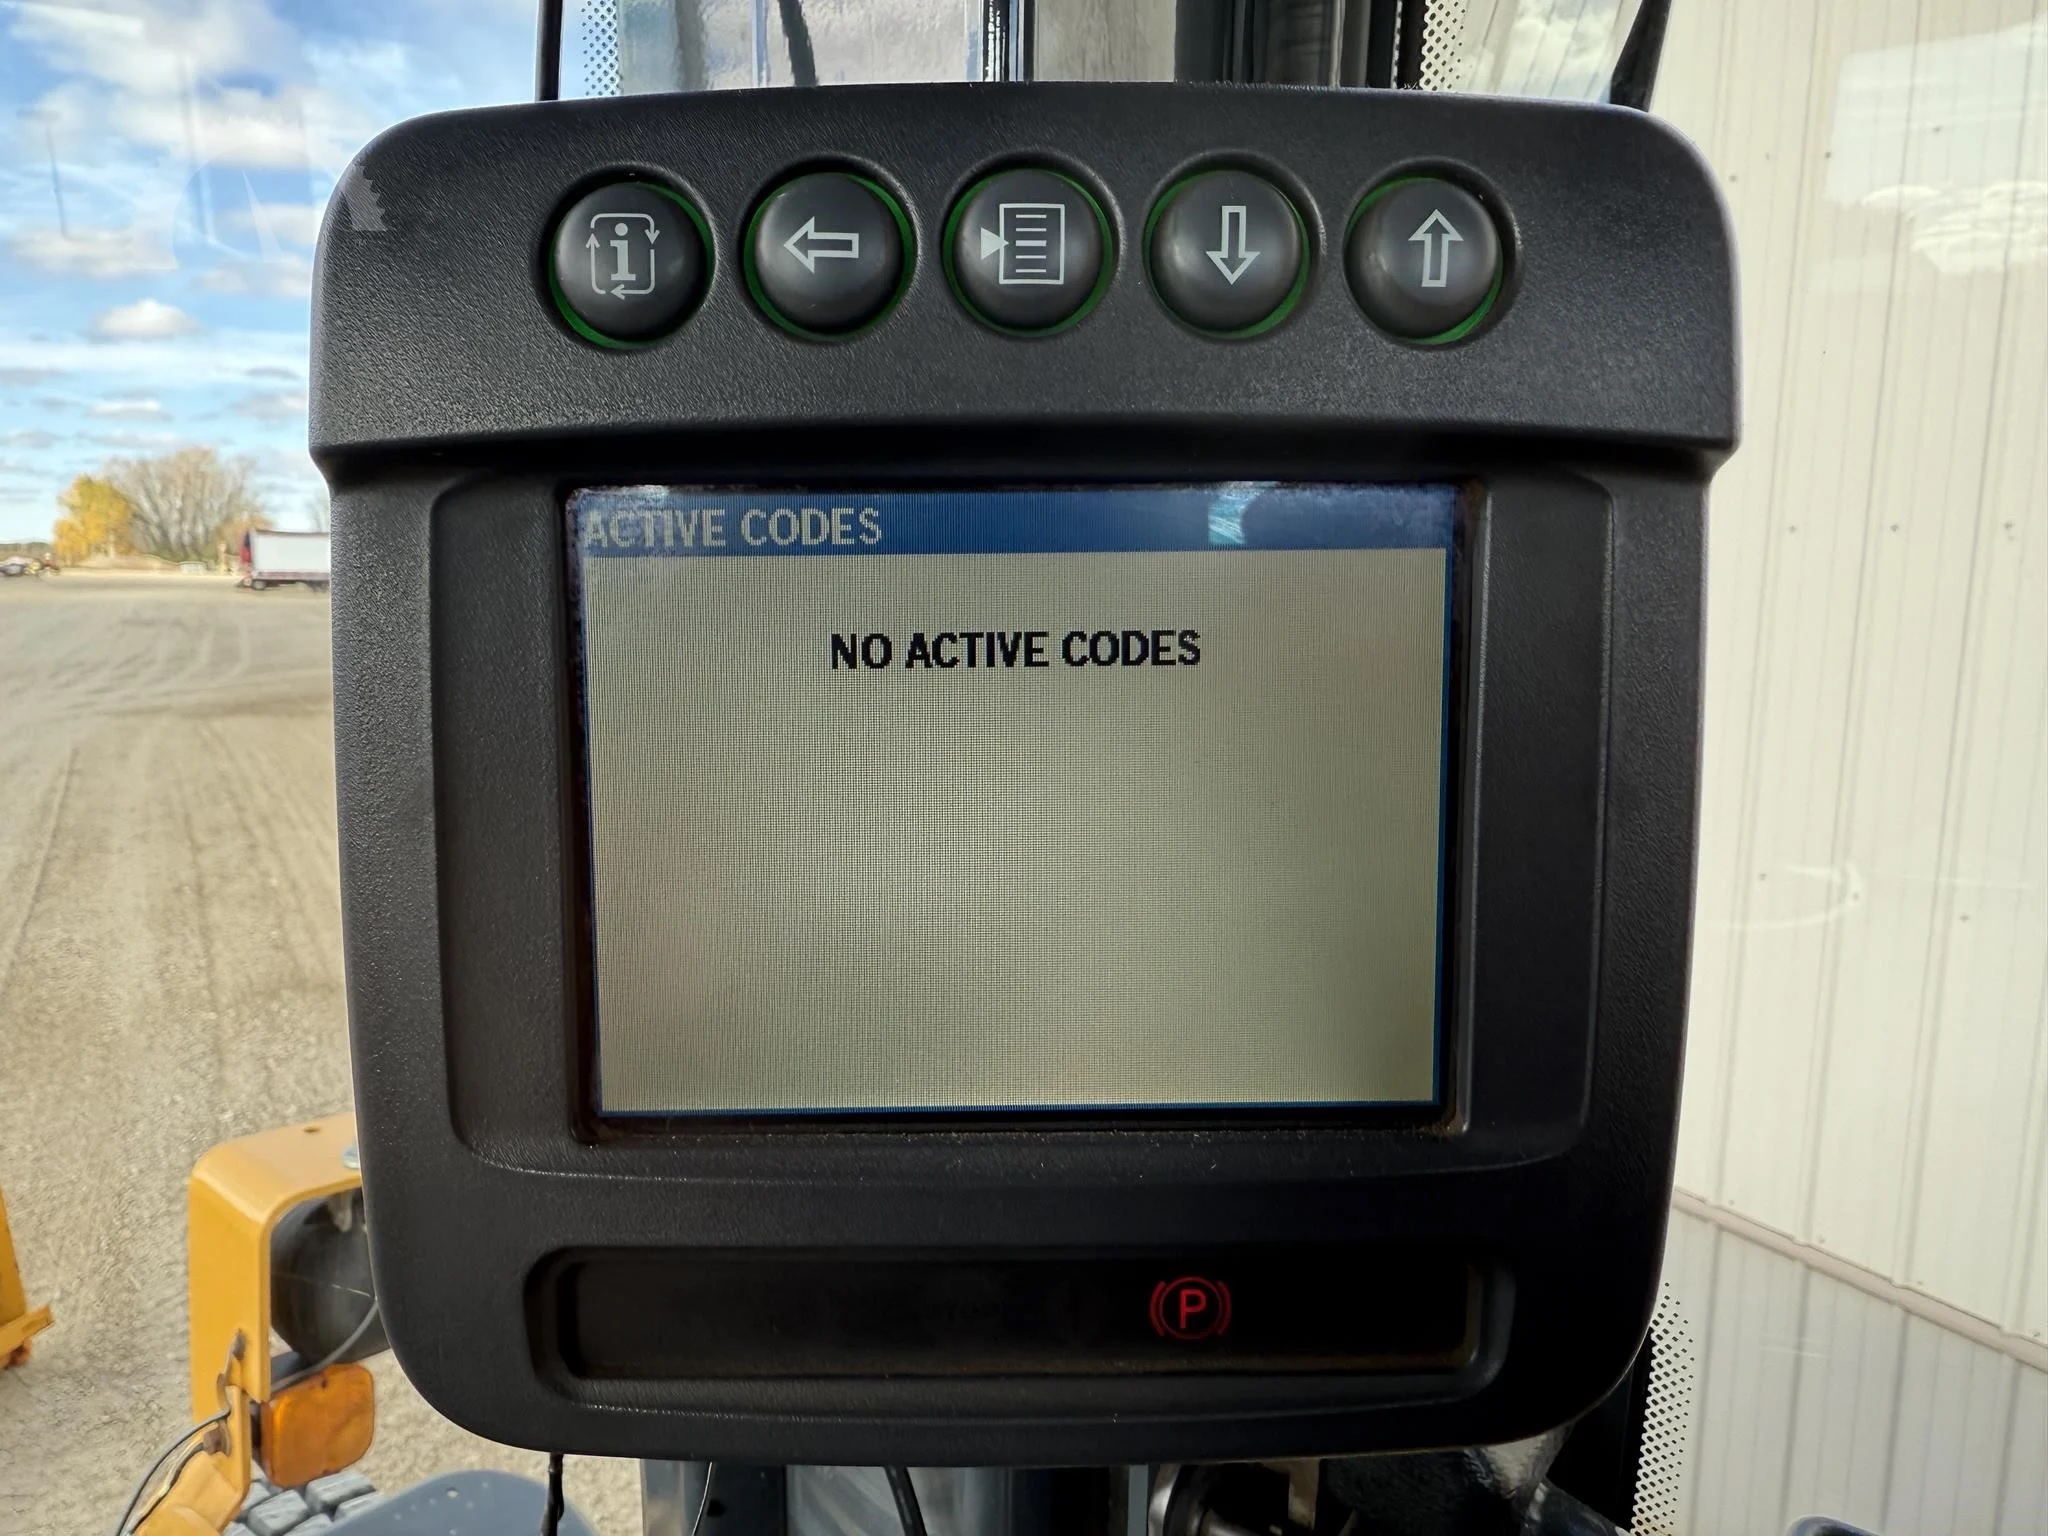 i
ACTIVE CODES
NO ACTIVE CODES
P